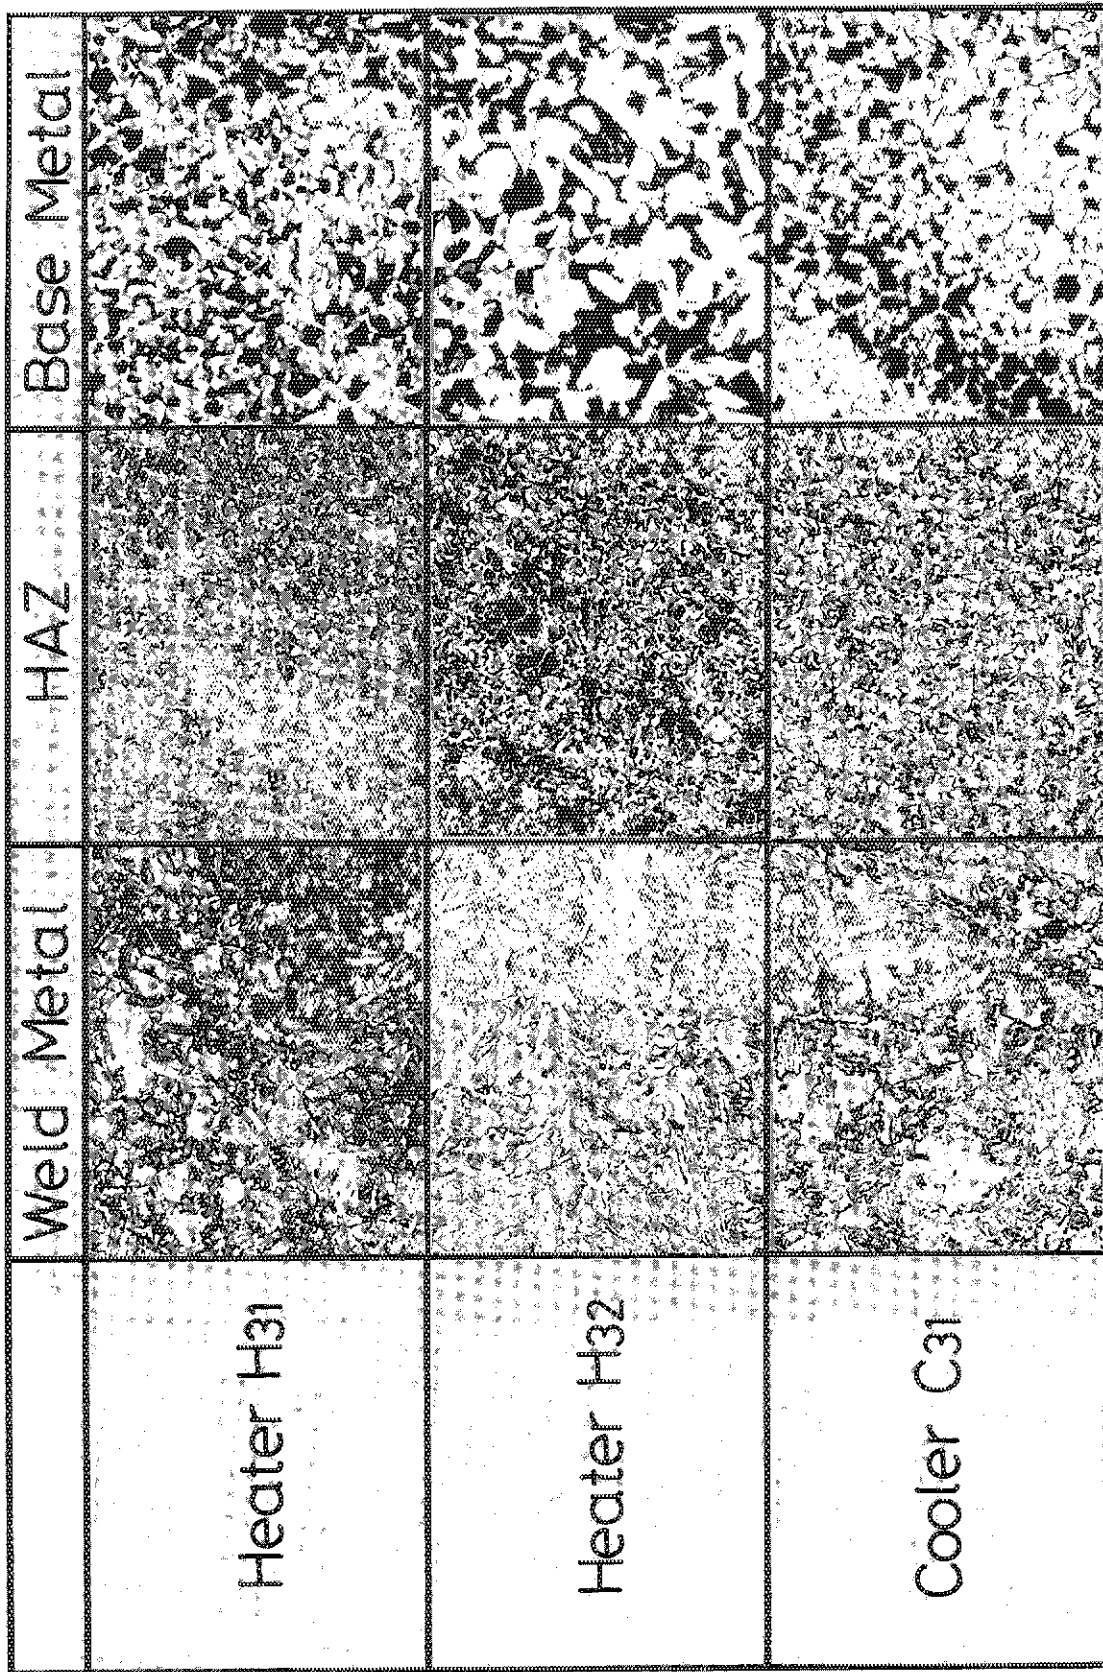 Weld Metal
HAZ
Base Metal
Heater H31
Heater H32
Cooler C31